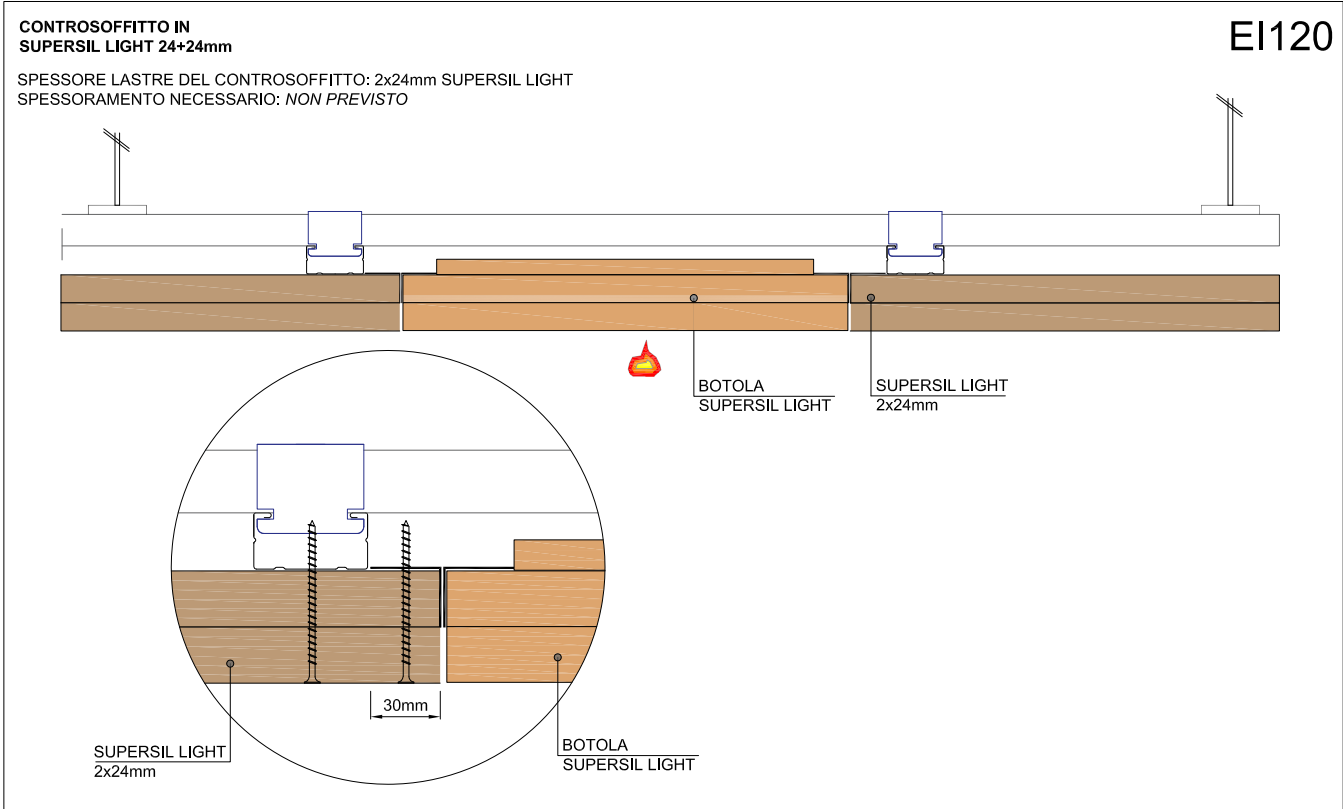 CONTROSOFFITTO IN
SUPERSIL LIGHT 24+24mm
EI120
SPESSORE LASTRE DEL CONTROSOFFITTO: 2x24mm SUPERSIL LIGHT
SPESSORAMENTO NECESSARIO: NON PREVISTO
BOTOLA
SUPERSIL LIGHT
SUPERSIL LIGHT
2x24mm
30mm
SUPERSIL LIGHT
2x24mm
BOTOLA
SUPERSIL LIGHT